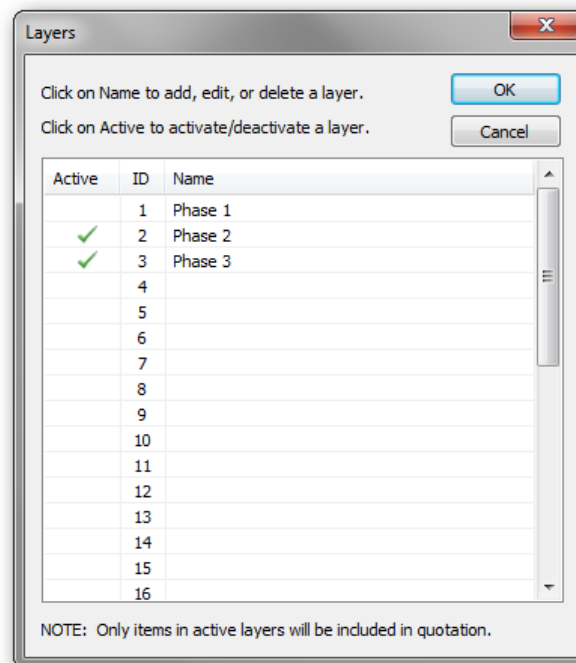 Layers
Click on Name to add, edit, or delete a layer.
OK
Click on Active to activate/deactivate a layer.
Cancel
Active ID Name
1 Phase 1
2 Phase 2
3 Phase 3
4
5
6
7
8
9
10
11
12
13
14
15
16
NOTE: Only items in active layers will be included in quotation.